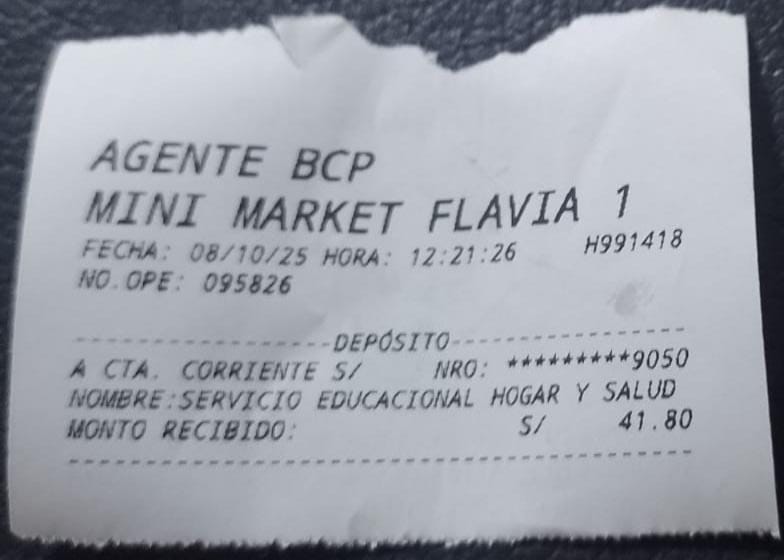 AGENTE BCP
MINI MARKET FLAVIA 1
FECHA: 08/10/25 HORA: 12:21:26 H991418
NO.OPE: 095826
--------------------DEPÓSITO--------------------
A CTA. CORRIENTE S/ NRO: *********9050
NOMBRE:SERVICIO EDUCACIONAL HOGAR Y SALUD
MONTO RECIBIDO: S/ 41.80